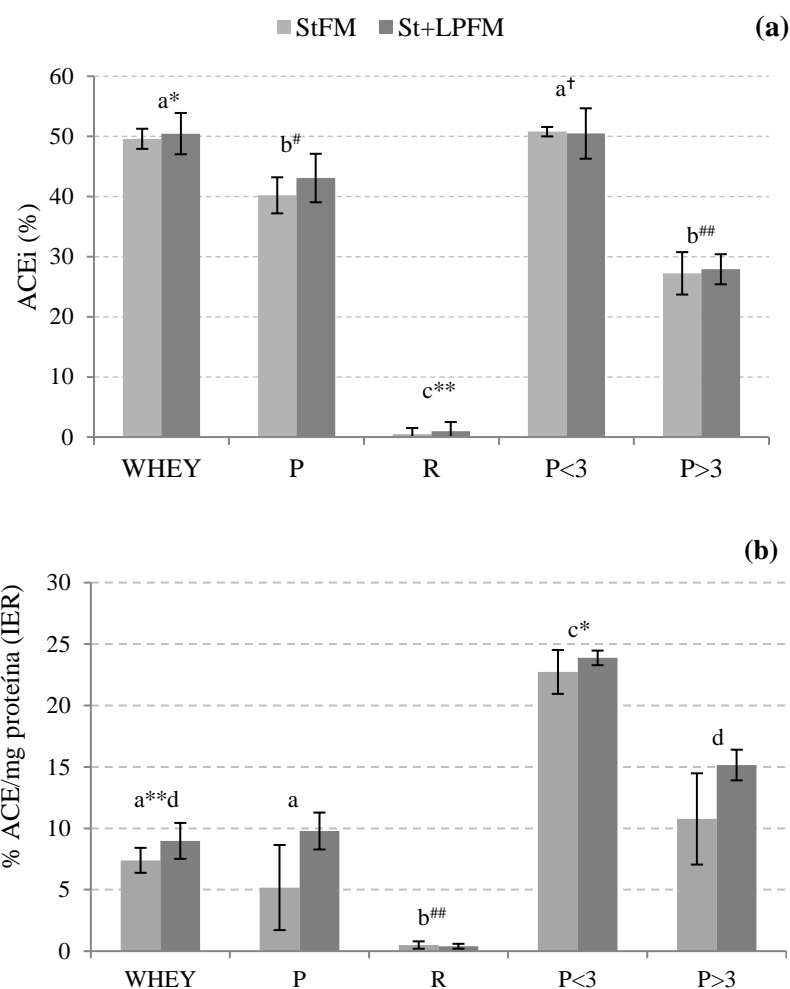 StFM St+LPFM (a)
60
a* a†
50
b#
40
ACEi (%)
30
b##
20
10
c**
0
WHEY P R P<3 P>3
(b)
30
% ACE/mg proteína (IER)
25
c*
20
15
d
a**d a
10
5
b##
0
WHEY P R P<3 P>3